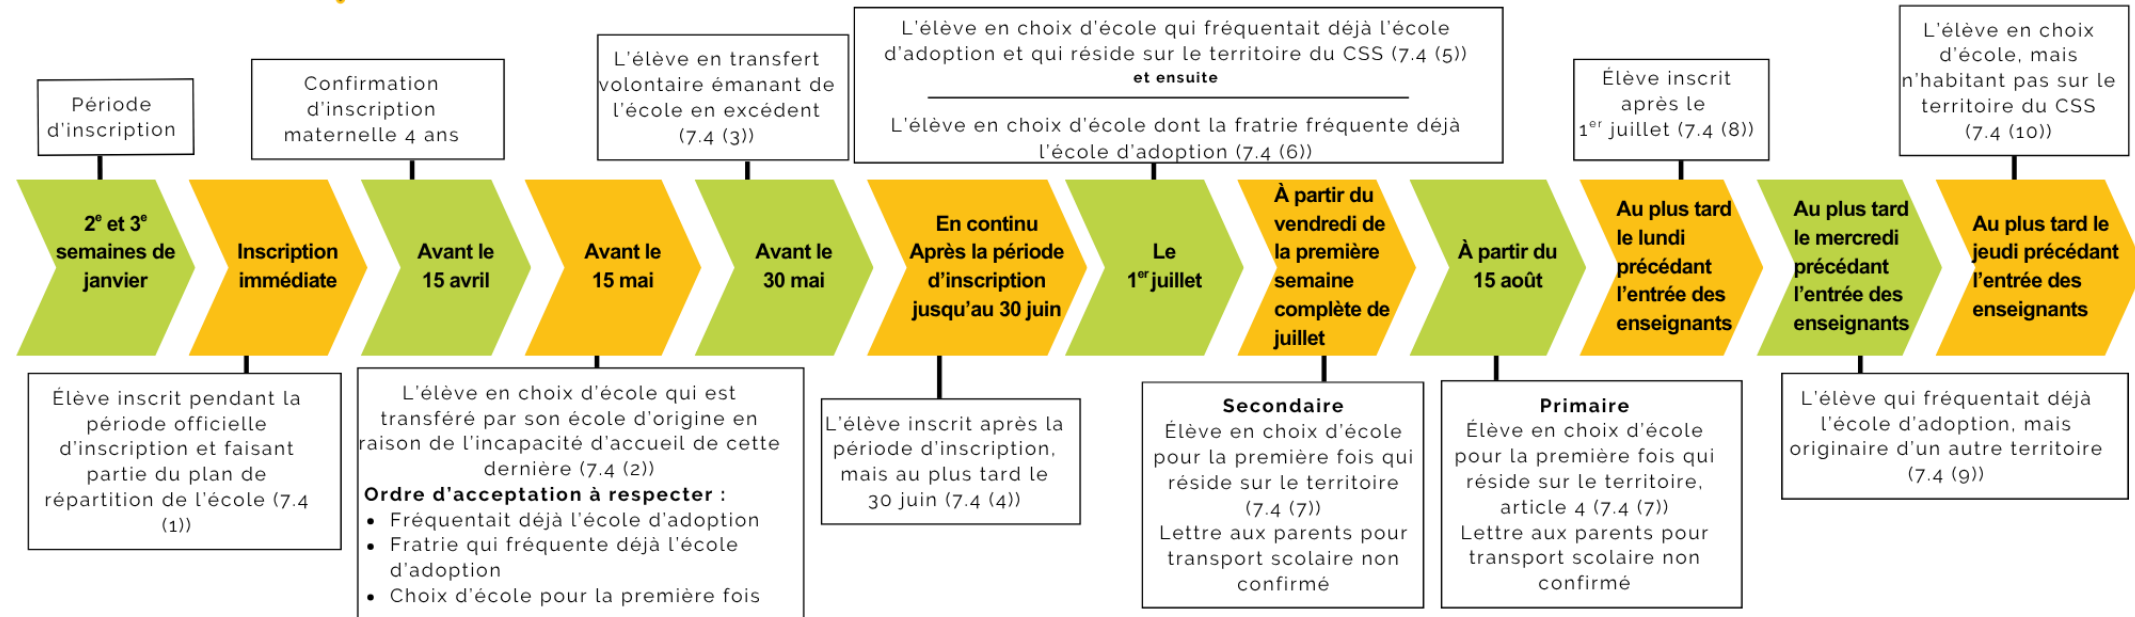 Période
d'inscription
2e et 3e
semaines de
janvier
Inscription
immédiate
Élève inscrit pendant la
période officielle
d'inscription et faisant
partie du plan de
répartition de l'école (7.4
(1))
Confirmation
d'inscription
maternelle 4 ans
Avant le
15 avril
Avant le
15 mai
L'élève en choix d'école qui est
transféré par son école d'origine en
raison de l'incapacité d'accueil de cette
dernière (7.4 (2))
Ordre d'acceptation à respecter :
• Fréquentait déjà l'école d'adoption
• Fratrie qui fréquente déjà l'école
d'adoption
• Choix d'école pour la première fois
L'élève en transfert
volontaire émanant de
l'école en excédent
(7.4 (3))
Avant le
30 mai
En continu
Après la période
d'inscription
jusqu'au 30 juin
L'élève inscrit après la
période d'inscription,
mais au plus tard le
30 juin (7.4 (4))
L'élève en choix d'école qui fréquentait déjà l'école
d'adoption et qui réside sur le territoire du CSS (7.4 (5))
et ensuite
L'élève en choix d'école dont la fratrie fréquente déjà
l'école d'adoption (7.4 (6))
Le
1er juillet
À partir du
vendredi de
la première
semaine
complète de
juillet
Secondaire
Élève en choix d'école
pour la première fois qui
réside sur le territoire
(7.4 (7))
Lettre aux parents pour
transport scolaire non
confirmé
À partir du
15 août
Primaire
Élève en choix d'école
pour la première fois qui
réside sur le territoire,
article 4 (7.4 (7))
Lettre aux parents pour
transport scolaire non
confirmé
Élève inscrit
après le
1er juillet (7.4 (8))
Au plus tard
le lundi
précédant
l'entrée des
enseignants
Au plus tard
le mercredi
précédant
l'entrée des
enseignants
L'élève qui fréquentait déjà
l'école d'adoption, mais
originaire d'un autre territoire
(7.4 (9))
L'élève en choix
d'école, mais
n'habitant pas sur le
territoire du CSS
(7.4 (10))
Au plus tard le
jeudi précédant
l'entrée des
enseignants